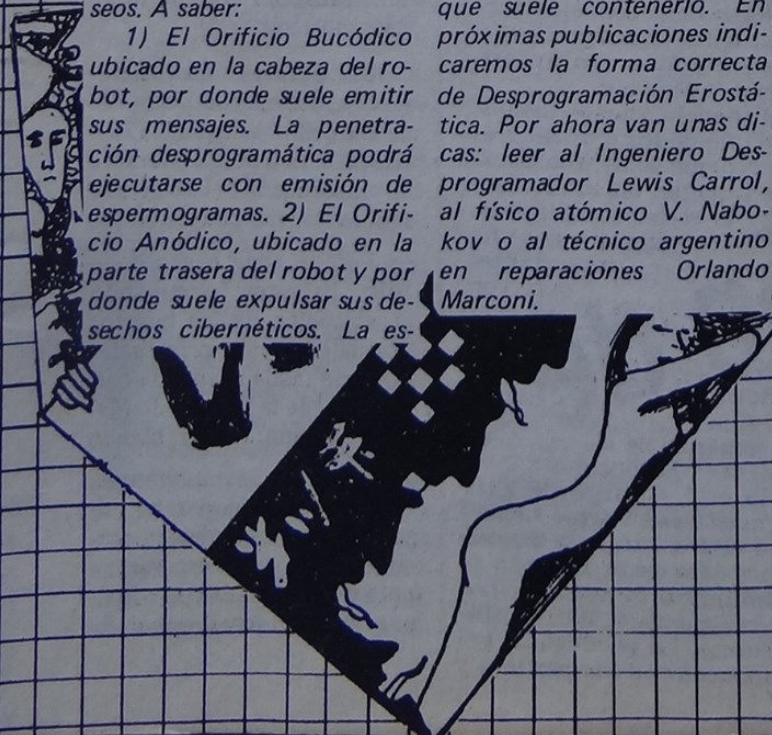 seos. A saber:
1) El Orificio Bucódico
ubicado en la cabeza del ro-
bot, por donde suele emitir
sus mensajes. La penetra-
ción desprogramática podrá
ejecutarse con emisión de
espermogramas. 2) El Orifi-
cio Anódico, ubicado en la
parte trasera del robot y por
donde suele expulsar sus de-
sechos cibernéticos. La es-
que suele contenerlo. En
próximas publicaciones indi-
caremos la forma correcta
de Desprogramación Erostá-
tica. Por ahora van unas di-
cas: leer al Ingeniero Des-
programador Lewis Carrol,
al físico atómico V. Nabo-
kov o al técnico argentino
en reparaciones Orlando
Marconi.